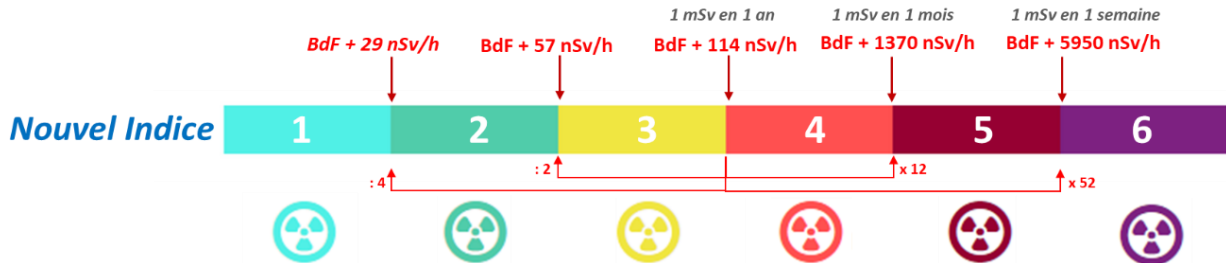 1 mSv en 1 an
1 mSv en 1 mois
1 mSv en 1 semaine
BdF + 29 nSv/h
BdF + 57 nSv/h
BdF + 114 nSv/h
BdF + 1370 nSv/h
BdF + 5950 nSv/h
Nouvel Indice
1
2
3
4
5
6
: 4
: 2
x 12
x 52